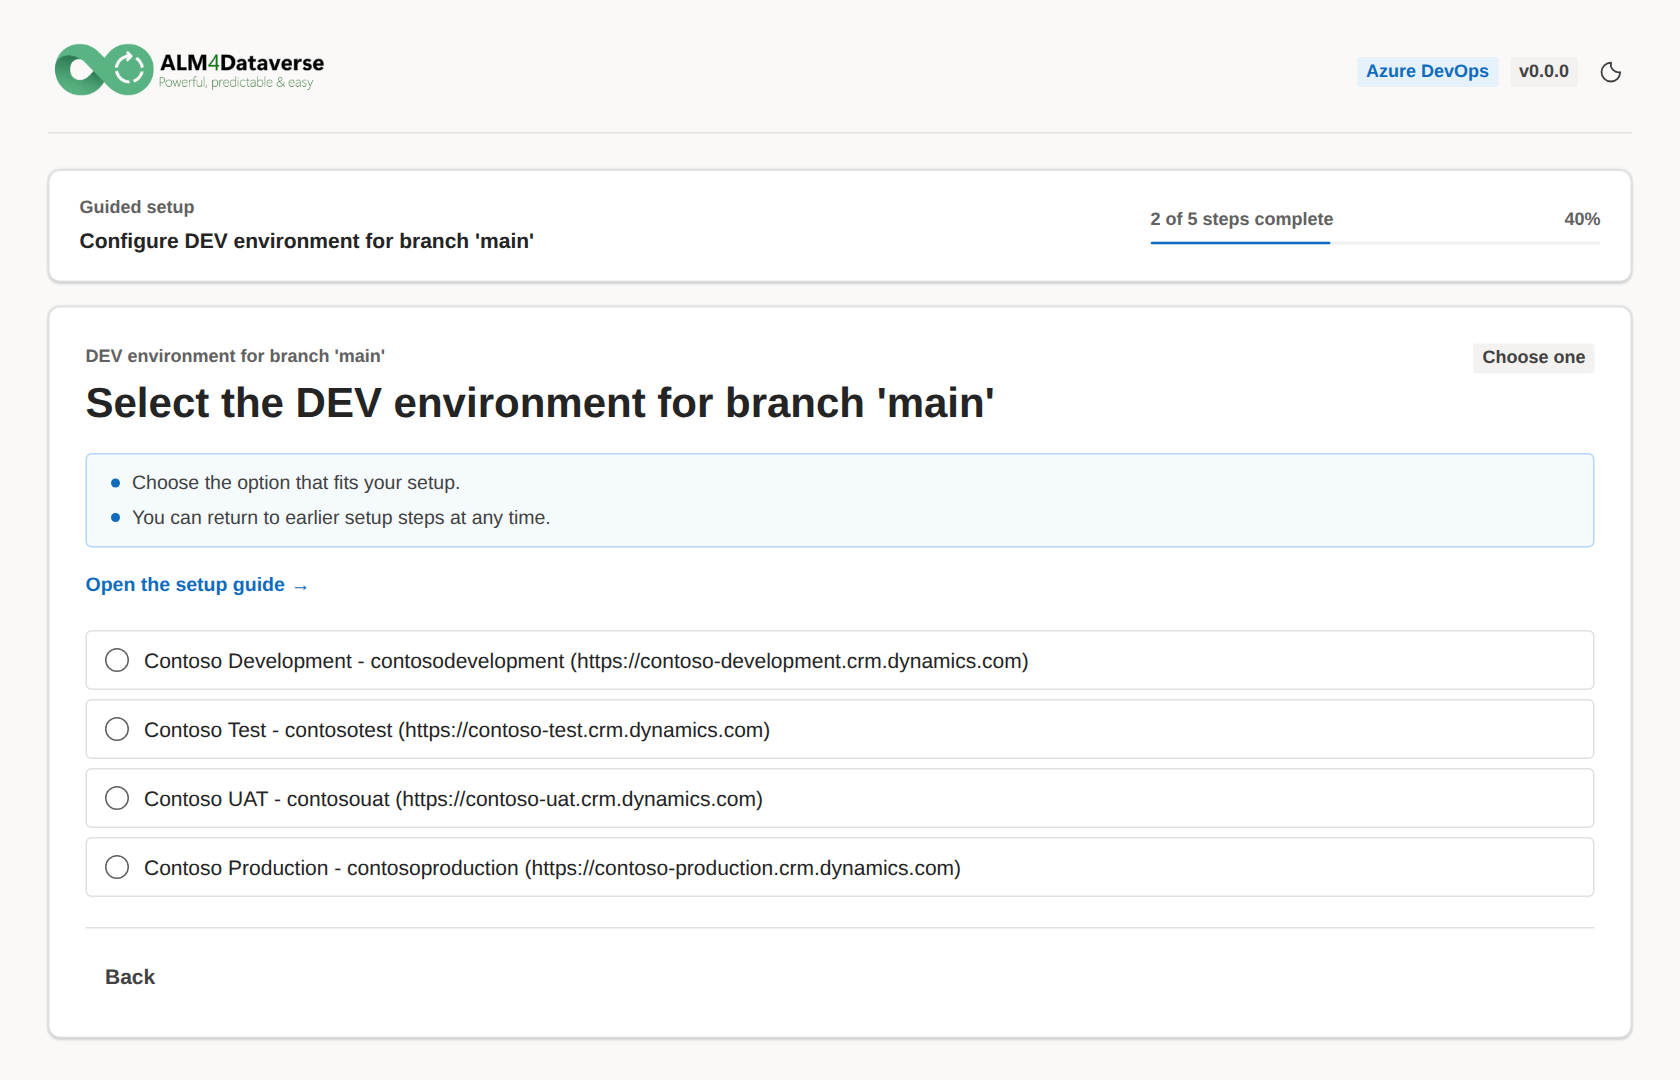 ALM4Dataverse
Powerful, predictable & easy
Azure DevOps
v0.0.0
Guided setup
Configure DEV environment for branch 'main'
2 of 5 steps complete
40%
DEV environment for branch 'main'
Choose one
Select the DEV environment for branch 'main'
Choose the option that fits your setup.
You can return to earlier setup steps at any time.
Open the setup guide →
Contoso Development - contosodevelopment (https://contoso-development.crm.dynamics.com)
Contoso Test - contosotest (https://contoso-test.crm.dynamics.com)
Contoso UAT - contosouat (https://contoso-uat.crm.dynamics.com)
Contoso Production - contosoproduction (https://contoso-production.crm.dynamics.com)
Back